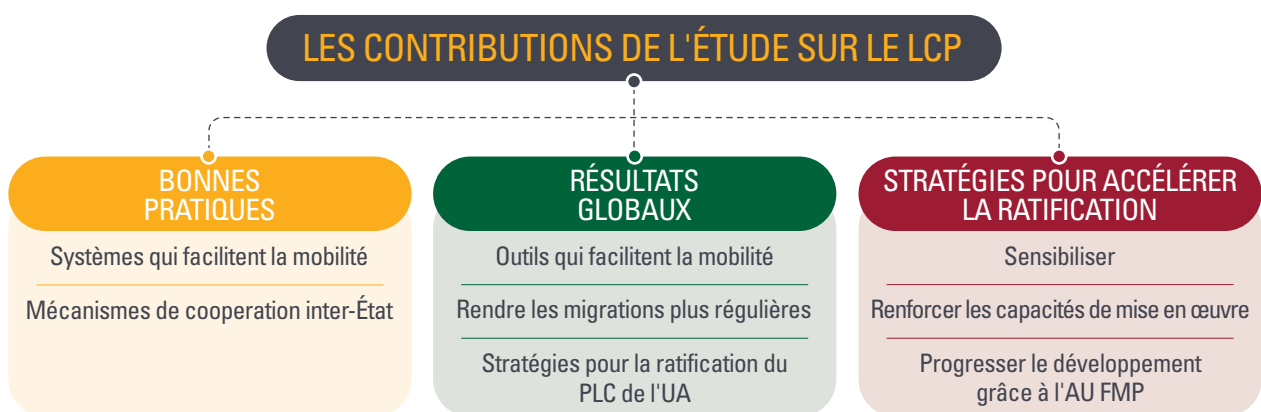 LES CONTRIBUTIONS DE L'ÉTUDE SUR LE LCP
BONNES
PRATIQUES
Systèmes qui facilitent la mobilité
Mécanismes de cooperation inter-État
RÉSULTATS
GLOBAUX
Outils qui facilitent la mobilité
Rendre les migrations plus régulières
Stratégies pour la ratification du
PLC de l'UA
STRATÉGIES POUR ACCÉLÉRER
LA RATIFICATION
Sensibiliser
Renforcer les capacités de mise en œuvre
Progresser le développement
grâce à l'AU FMP